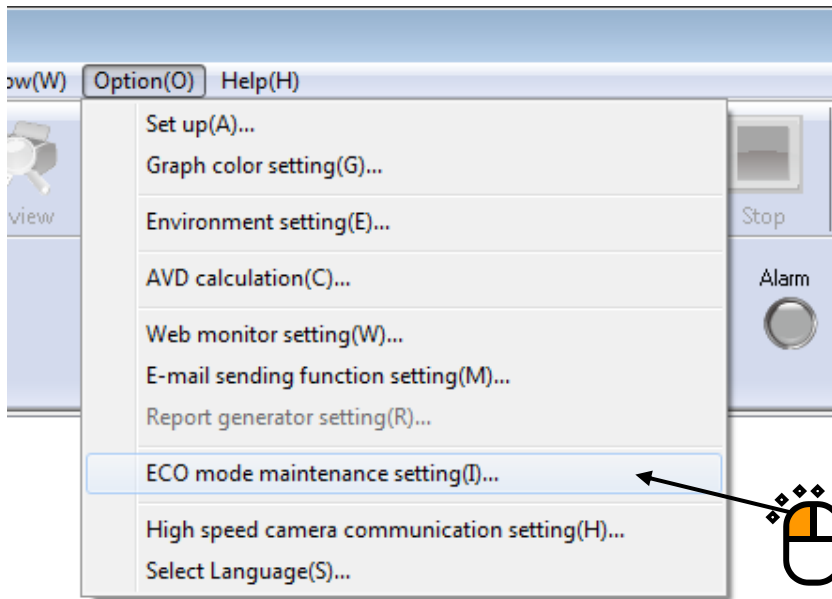 ow(W) Option(O) Help(H)
Set up(A)...
Graph color setting(G)...
view Environment setting(E)... Stop
AVD calculation(C)... Alarm
Web monitor setting(W)...
E-mail sending function setting(M)...
Report generator setting(R)...
ECO mode maintenance setting(I)...
High speed camera communication setting(H)...
Select Language(S)...